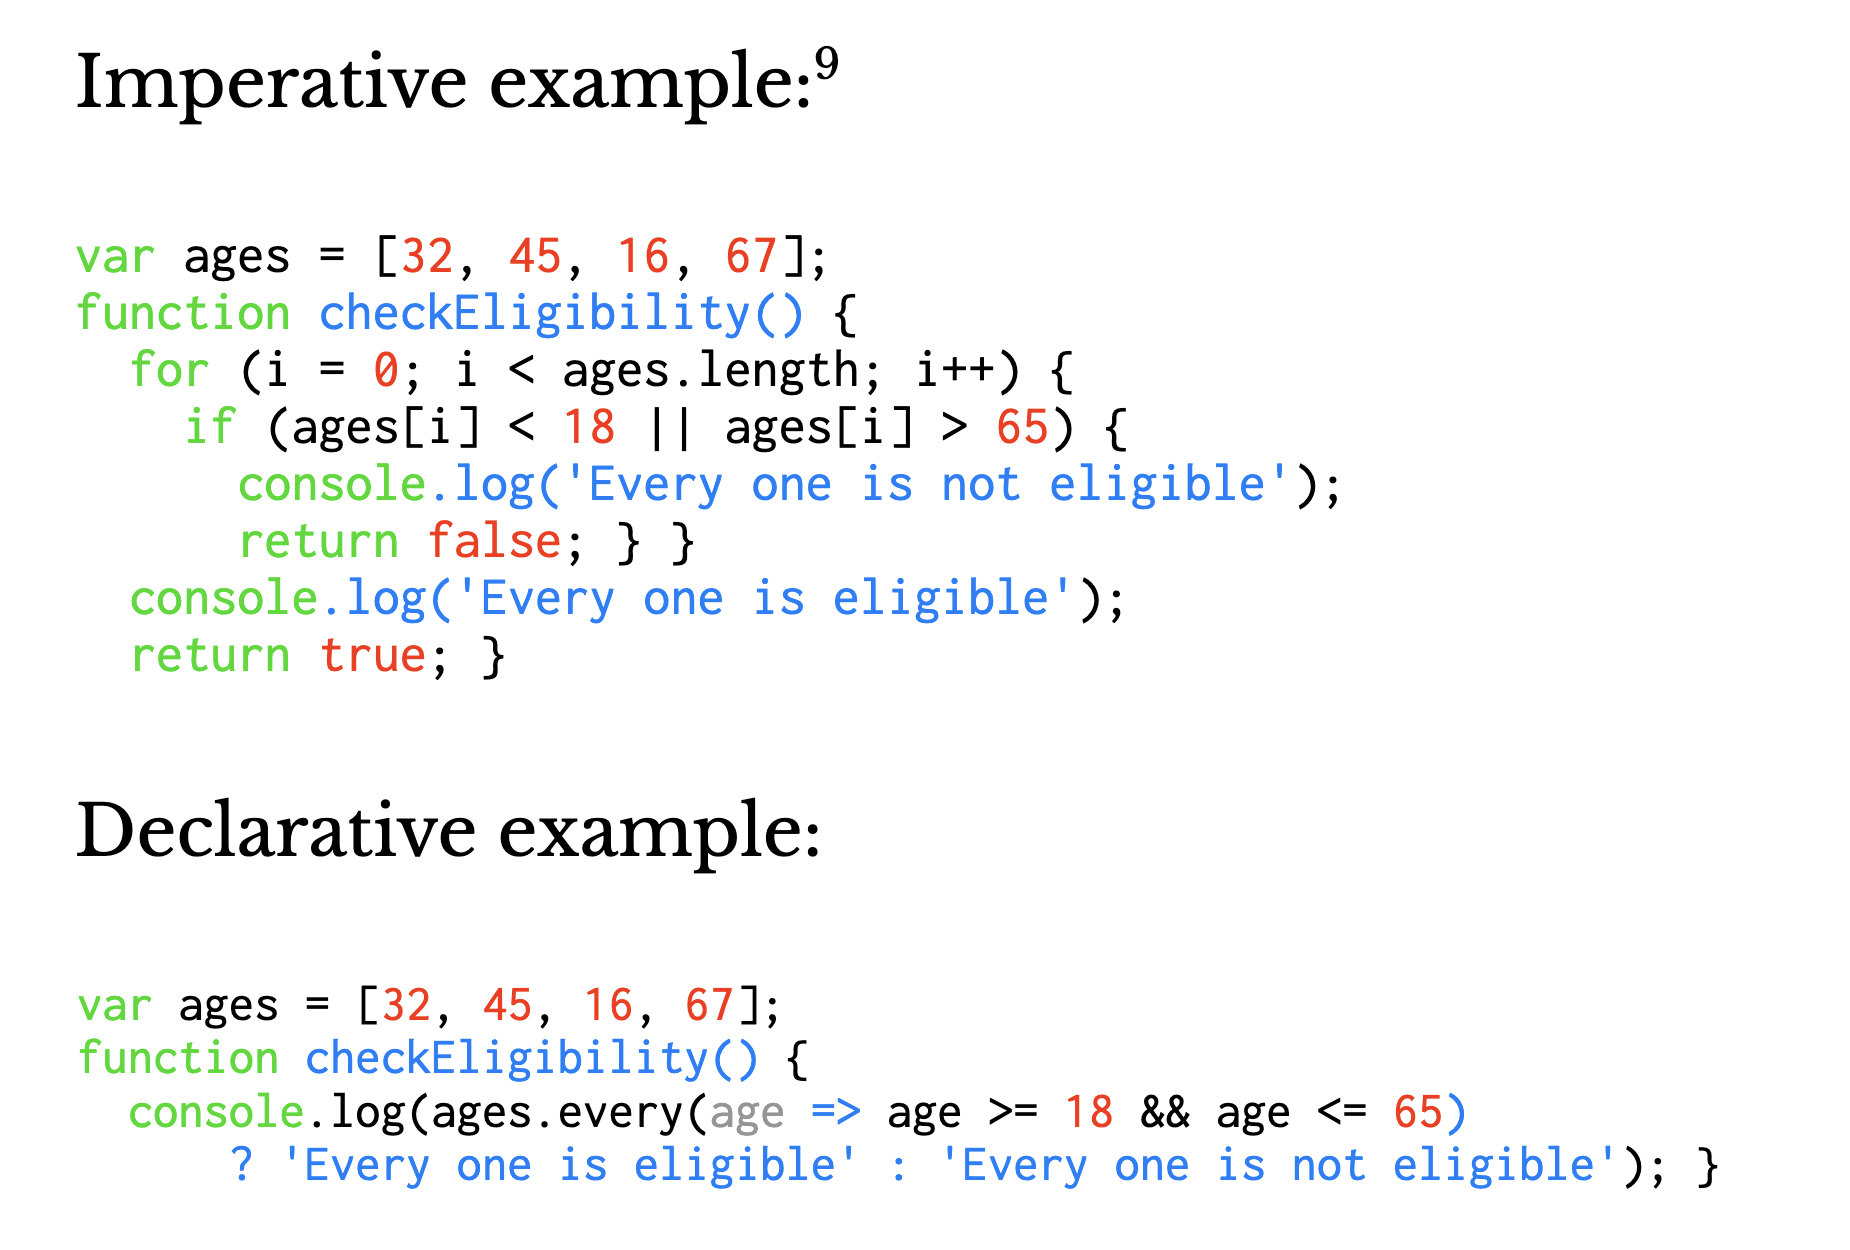 Imperative example:⁹
var ages = [32, 45, 16, 67];
function checkEligibility() {
  for (i = 0; i < ages.length; i++) {
    if (ages[i] < 18 || ages[i] > 65) {
      console.log('Every one is not eligible');
      return false; } }
  console.log('Every one is eligible');
  return true; }
Declarative example:
var ages = [32, 45, 16, 67];
function checkEligibility() {
  console.log(ages.every(age => age >= 18 && age <= 65)
      ? 'Every one is eligible' : 'Every one is not eligible'); }